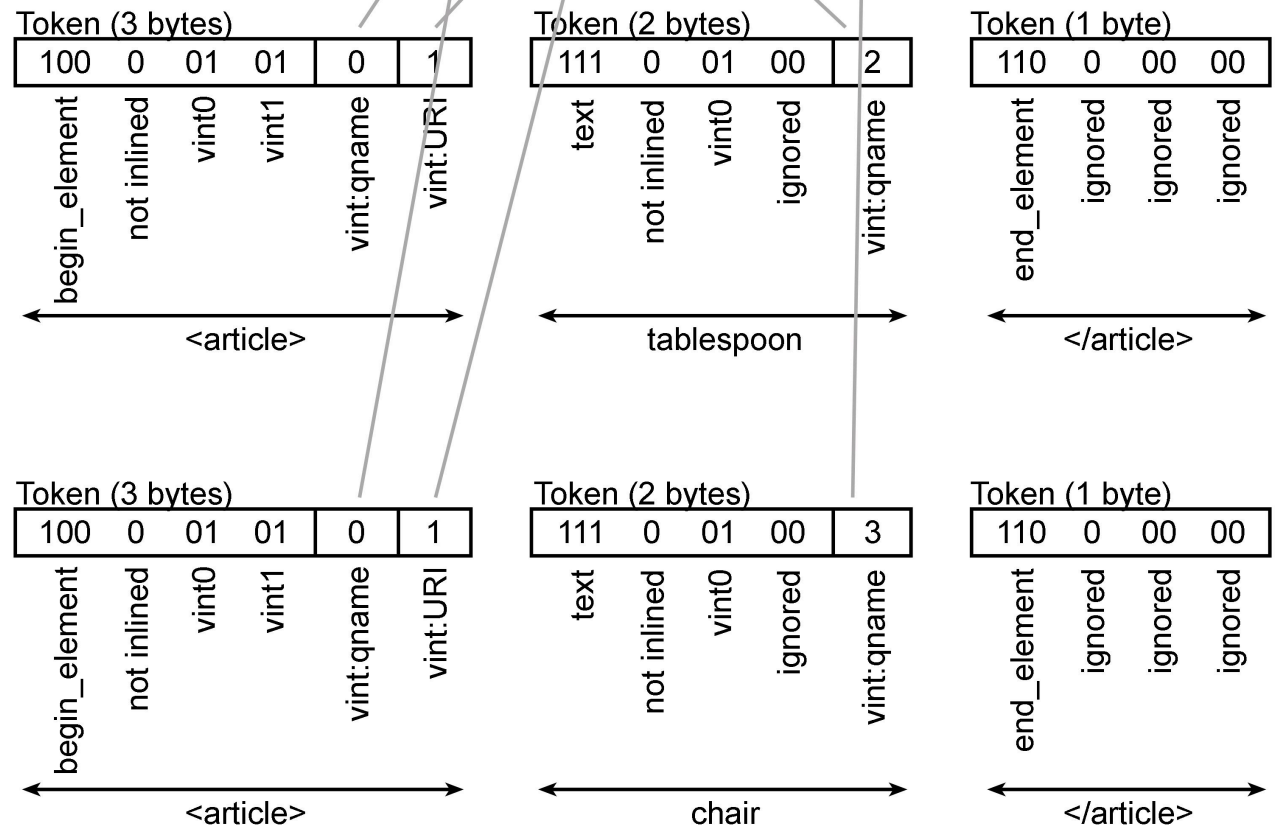 Token (3 bytes) Token (2 bytes) Token (1 byte)
100 0 01 01 0 1 111 0 01 00 2 110 0 00 00
begin_element not inlined vint0 vint1 vint:qname vint:URI text not inlined vint0 ignored vint:qname end_element ignored ignored ignored
<article> tablespoon </article>
Token (3 bytes) Token (2 bytes) Token (1 byte)
100 0 01 01 0 1 111 0 01 00 3 110 0 00 00
begin_element not inlined vint0 vint1 vint:qname vint:URI text not inlined vint0 ignored vint:qname end_element ignored ignored ignored
<article> chair </article>